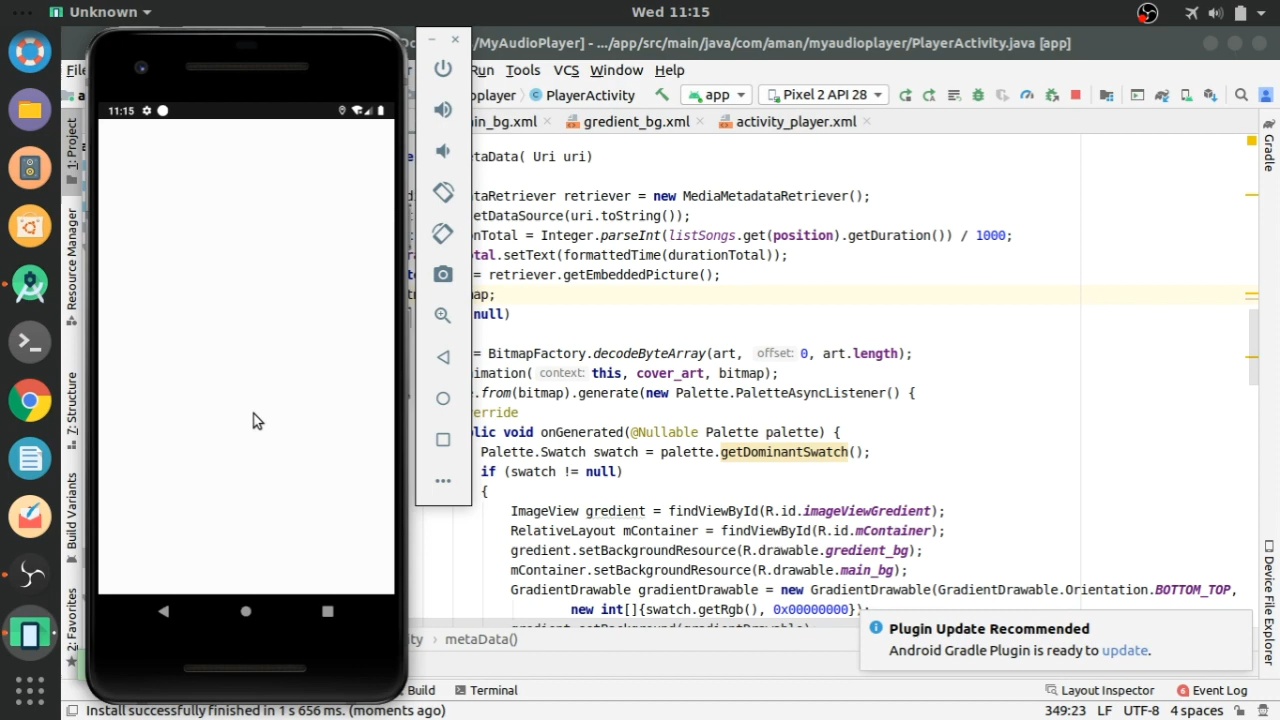 Unknown
Wed 11:15
/MyAudioPlayer] - .../app/src/main/java/com/aman/myaudioplayer/PlayerActivity.java [app]
File
Run Tools VCS Window Help
oplayer PlayerActivity app Pixel 2 API 28
in_bg.xml gredient_bg.xml activity_player.xml
11:15
etaData( Uri uri)
dataRetriever retriever = new MediaMetadataRetriever();
etDataSource(uri.toString());
onTotal = Integer.parseInt(listSongs.get(position).getDuration()) / 1000;
tal.setText(formattedTime(durationTotal));
= retriever.getEmbeddedPicture();
ap;
null)
= BitmapFactory.decodeByteArray(art, offset: 0, art.length);
nimation( context: this, cover_art, bitmap);
e.from(bitmap).generate(new Palette.PaletteAsyncListener() {
erride
lic void onGenerated(@Nullable Palette palette) {
Palette.Swatch swatch = palette.getDominantSwatch();
if (swatch != null)
{
ImageView gredient = findViewById(R.id.imageViewGredient);
RelativeLayout mContainer = findViewById(R.id.mContainer);
gredient.setBackgroundResource(R.drawable.gredient_bg);
mContainer.setBackgroundResource(R.drawable.main_bg);
GradientDrawable gradientDrawable = new GradientDrawable(GradientDrawable.Orientation.BOTTOM_TOP,
new int[]{swatch.getRgb(), 0x00000000});
ity metaData()
Plugin Update Recommended
Android Gradle Plugin is ready to update.
1: Project
Resource Manager
7: Structure
Build Variants
2: Favorites
Gradle
Device File Explorer
Build Terminal Layout Inspector Event Log
Install successfully finished in 1 s 656 ms. (moments ago) 349:23 LF UTF-8 4 spaces